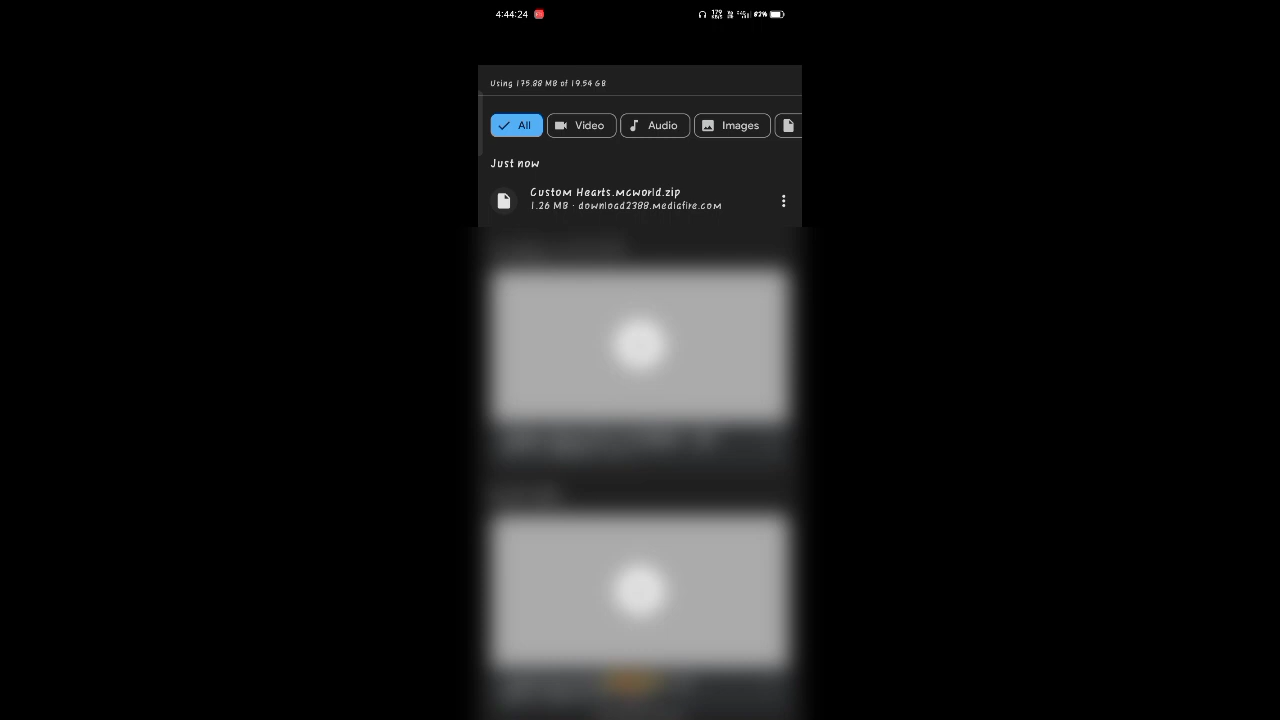 4:44:24
83%
Using 175.88 MB of 19.54 GB
All
Video
Audio
Images
Just now
Custom Hearts.mcworld.zip
1.26 MB · download2388.mediafire.com